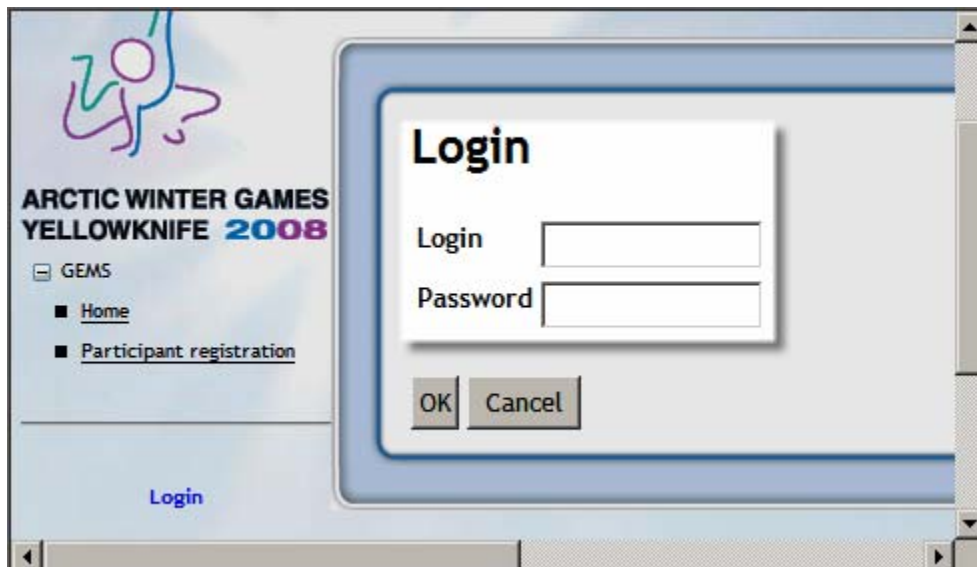 ARCTIC WINTER GAMES
YELLOWKNIFE 2008
GEMS
Home
Participant registration
Login
Login
Login
Password
OK Cancel